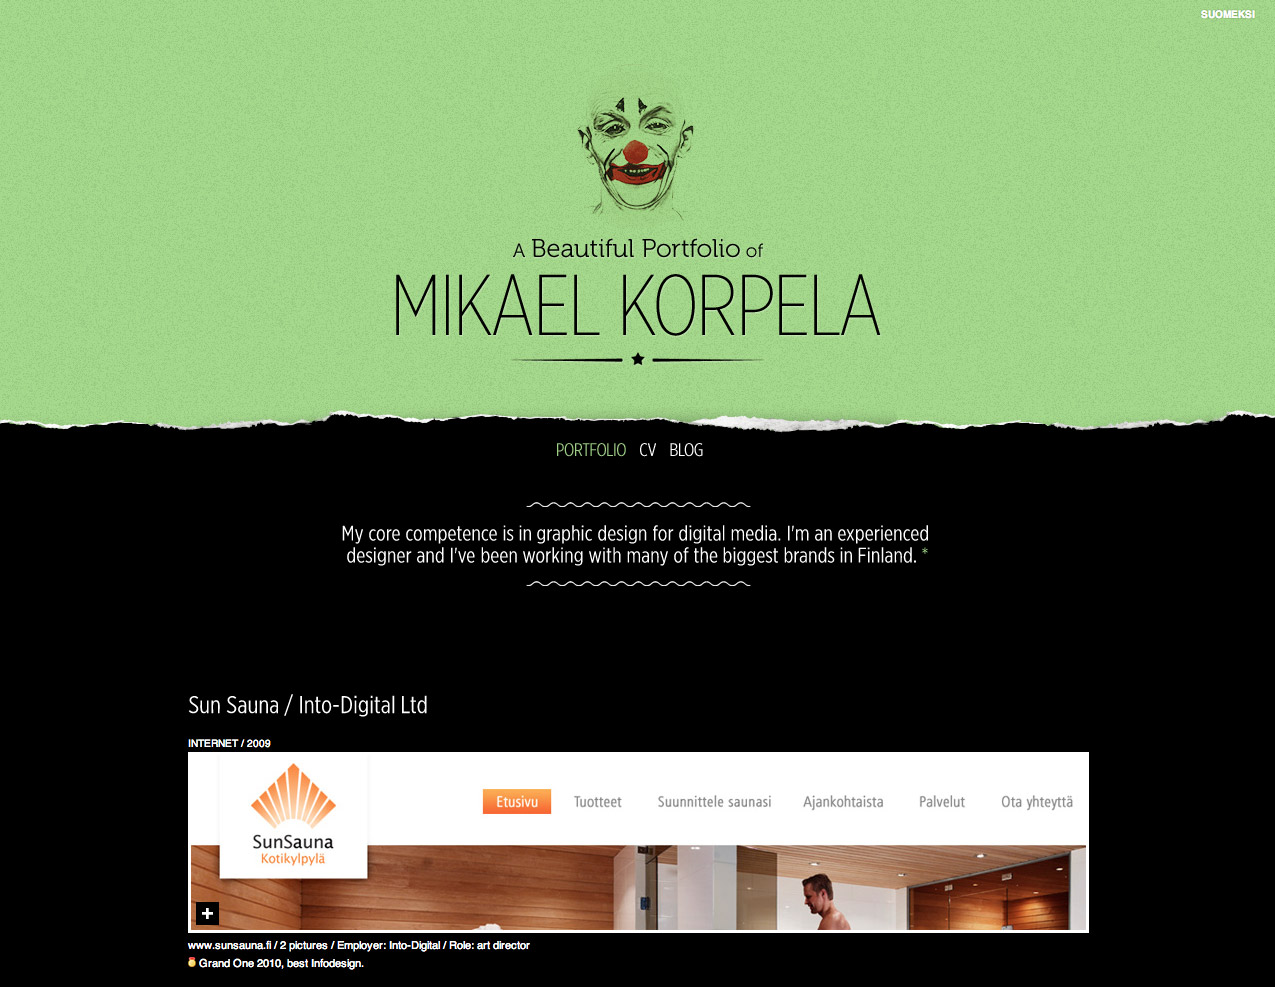 SUOMEKSI
A Beautiful Portfolio of
MIKAEL KORPELA
PORTFOLIO CV BLOG
My core competence is in graphic design for digital media. I'm an experienced
designer and I've been working with many of the biggest brands in Finland. *
Sun Sauna / Into-Digital Ltd
INTERNET / 2009
Etusivu Tuotteet Suunnittele saunasi Ajankohtaista Palvelut Ota yhteyttä
SunSauna
Kotikylpylä
www.sunsauna.fi / 2 pictures / Employer: Into-Digital / Role: art director
Grand One 2010, best Infodesign.